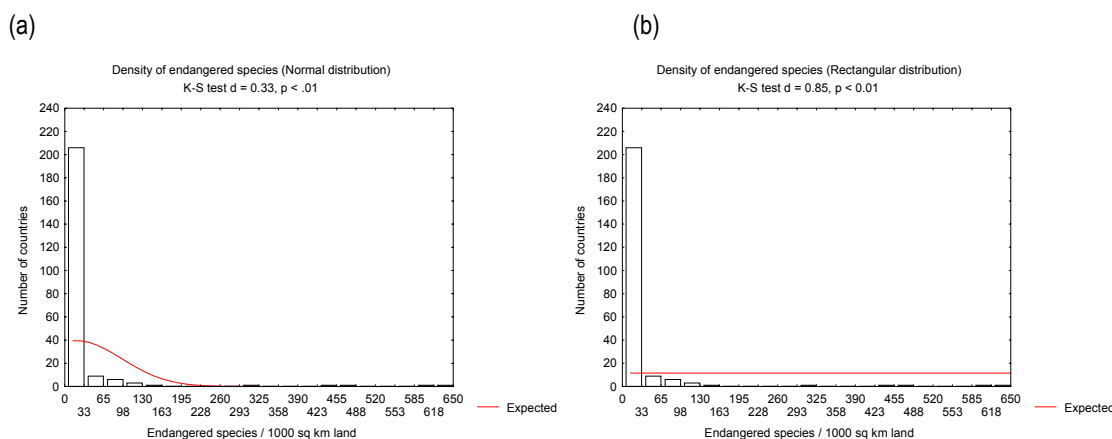 (a)
Density of endangered species (Normal distribution)
K-S test d = 0.33, p < .01
240
220
200
180
160
140
120
100
80
60
40
20
0
Number of countries
0 65 130 195 260 325 390 455 520 585 650
33 98 163 228 293 358 423 488 553 618
Endangered species / 1000 sq km land
Expected
(b)
Density of endangered species (Rectangular distribution)
K-S test d = 0.85, p < 0.01
240
220
200
180
160
140
120
100
80
60
40
20
0
Number of countries
0 65 130 195 260 325 390 455 520 585 650
33 98 163 228 293 358 423 488 553 618
Endangered species / 1000 sq km land
Expected